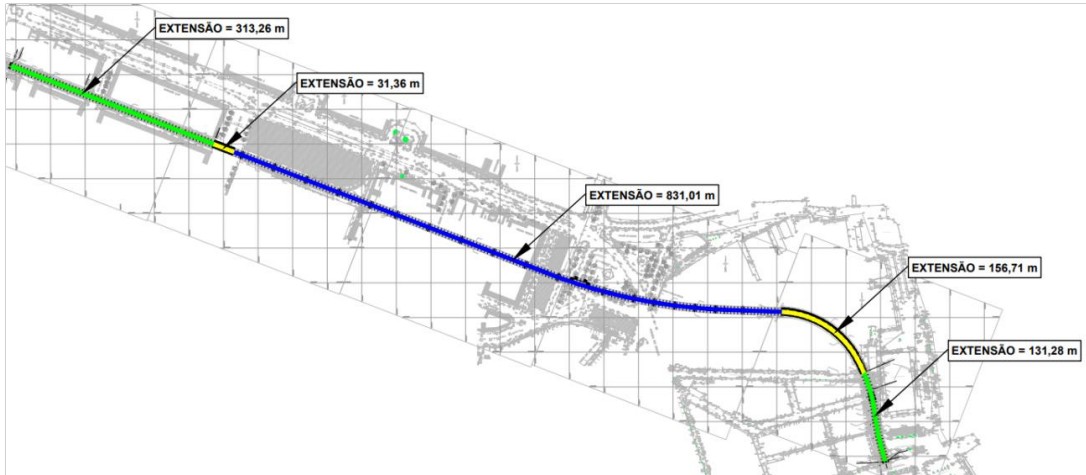 EXTENSÃO = 313,26 m
EXTENSÃO = 31,36 m
EXTENSÃO = 831,01 m
EXTENSÃO = 156,71 m
EXTENSÃO = 131,28 m